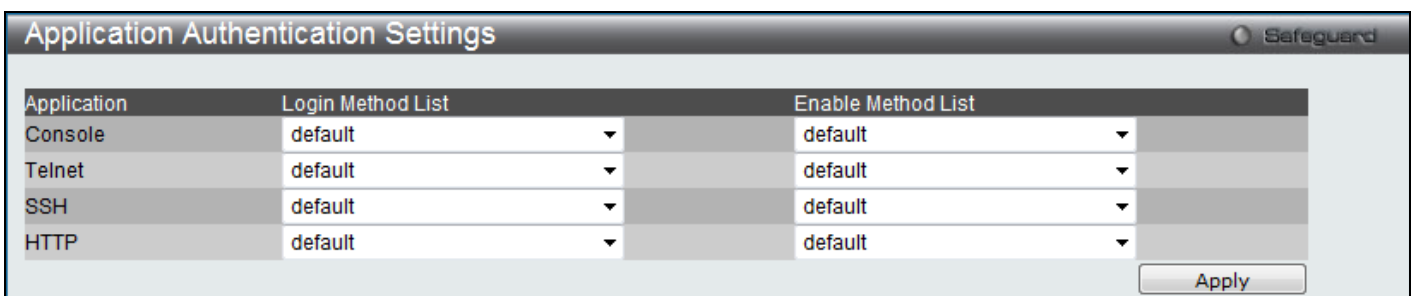 Application Authentication Settings
Safeguard
Application Login Method List Enable Method List
Console default default
Telnet default default
SSH default default
HTTP default default
Apply